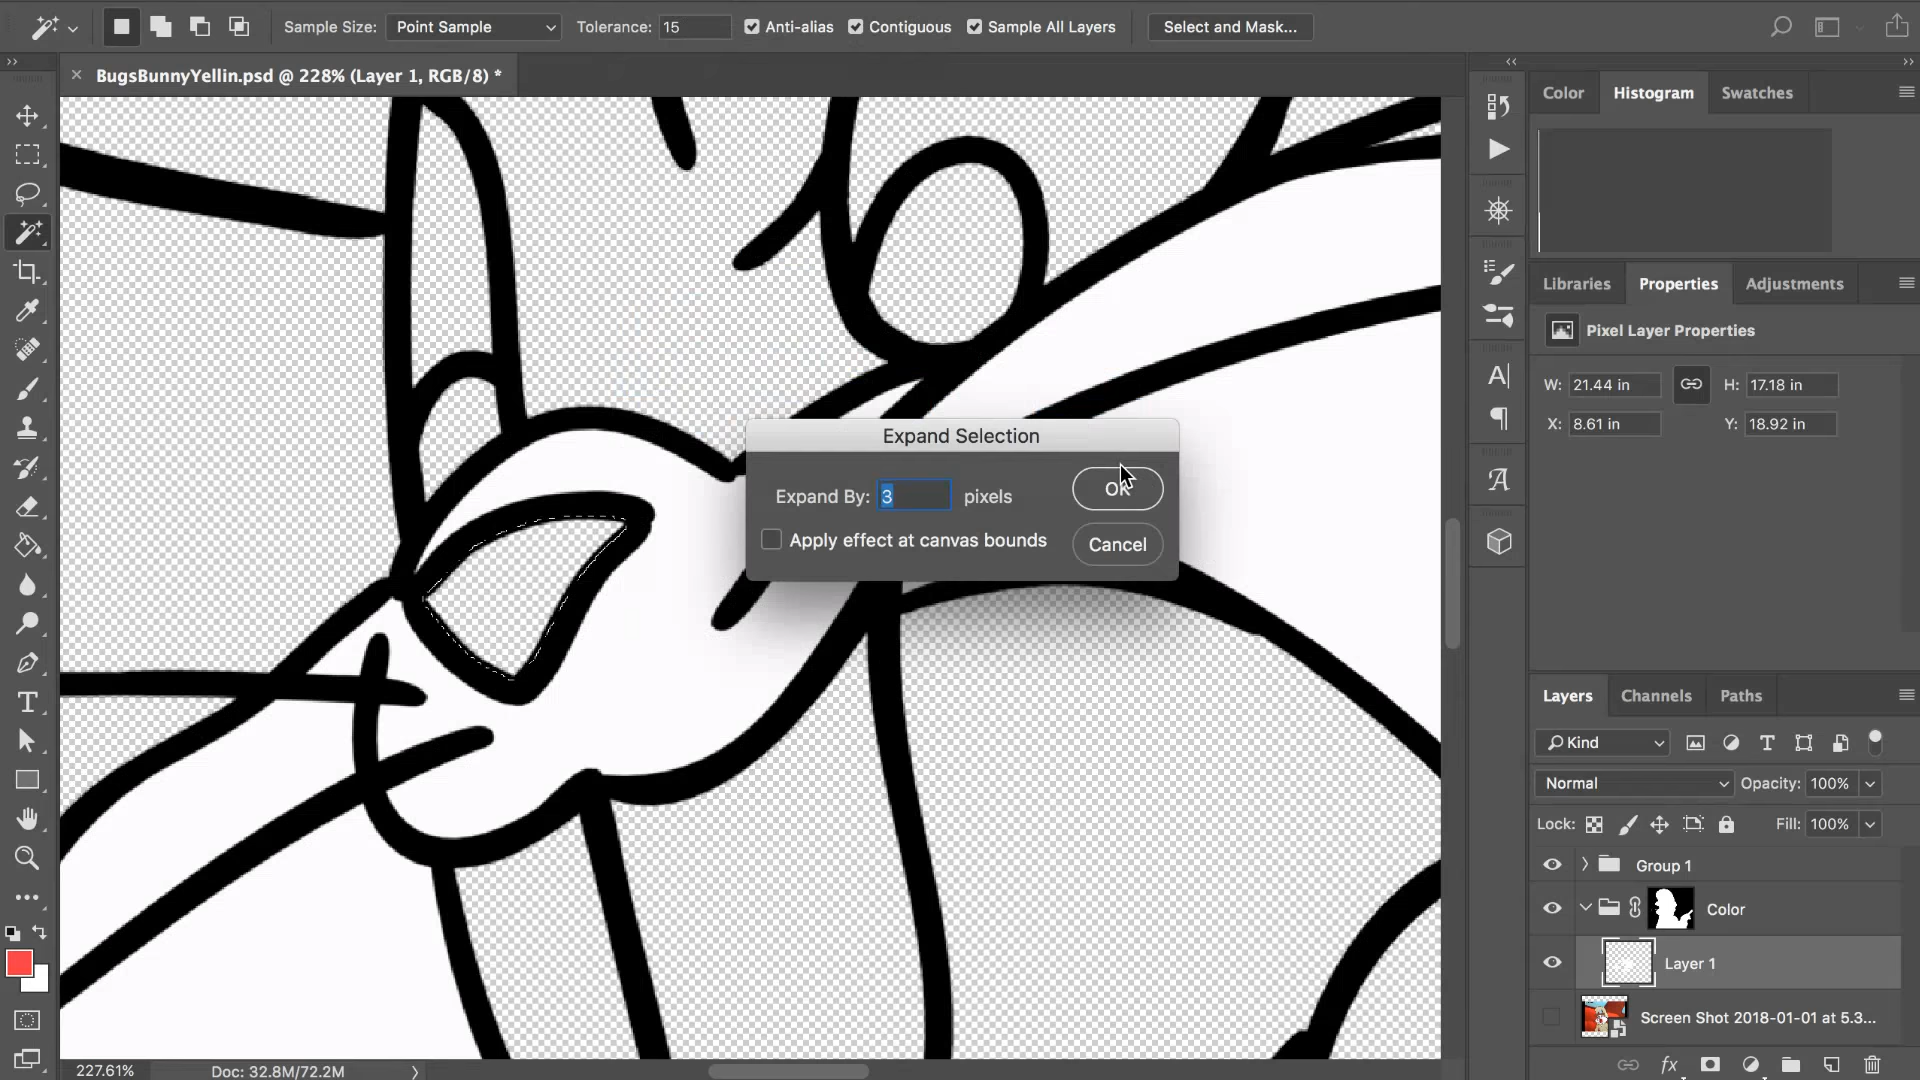 Sample Size: Point Sample Tolerance: 15 Anti-alias Contiguous Sample All Layers Select and Mask...
BugsBunnyYellin.psd @ 228% (Layer 1, RGB/8) *
Color Histogram Swatches
Libraries Properties Adjustments
Pixel Layer Properties
W: 21.44 in H: 17.18 in
X: 8.61 in Y: 18.92 in
Expand Selection
Expand By: 3 pixels OK
Apply effect at canvas bounds Cancel
Layers Channels Paths
Kind
Normal Opacity: 100%
Lock: Fill: 100%
Group 1
Color
Layer 1
Screen Shot 2018-01-01 at 5.3...
227.61% Doc: 32.8M/72.2M